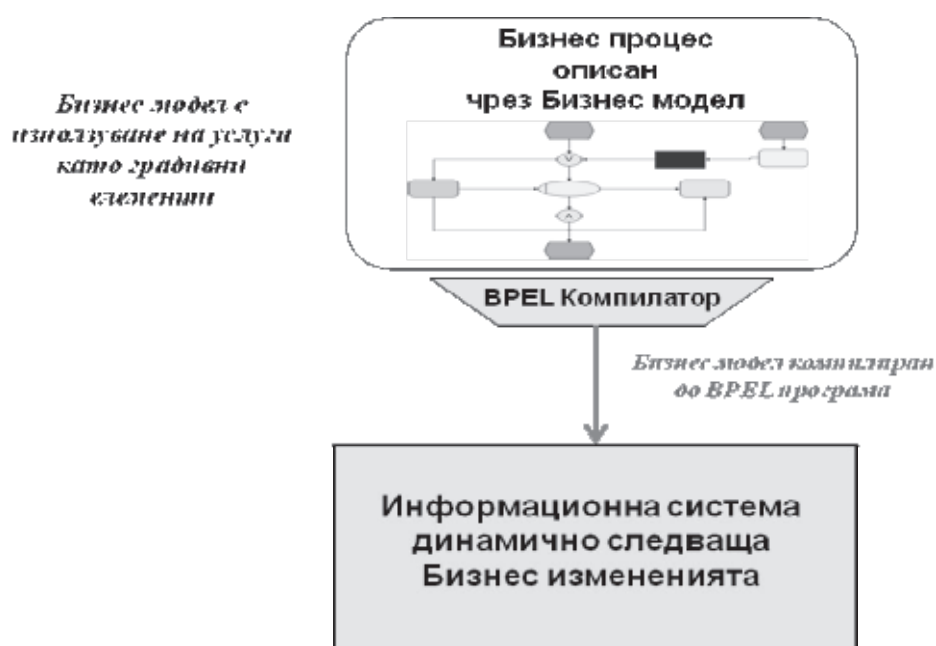 Бизнес процес
описан
чрез Бизнес модел
Бизнес модел с
използване на услуги
като градивни
елементи
V
^
BPEL Компилатор
Бизнес модел компилиран
до BPEL програма
Информационна система
динамично следваща
Бизнес измененията